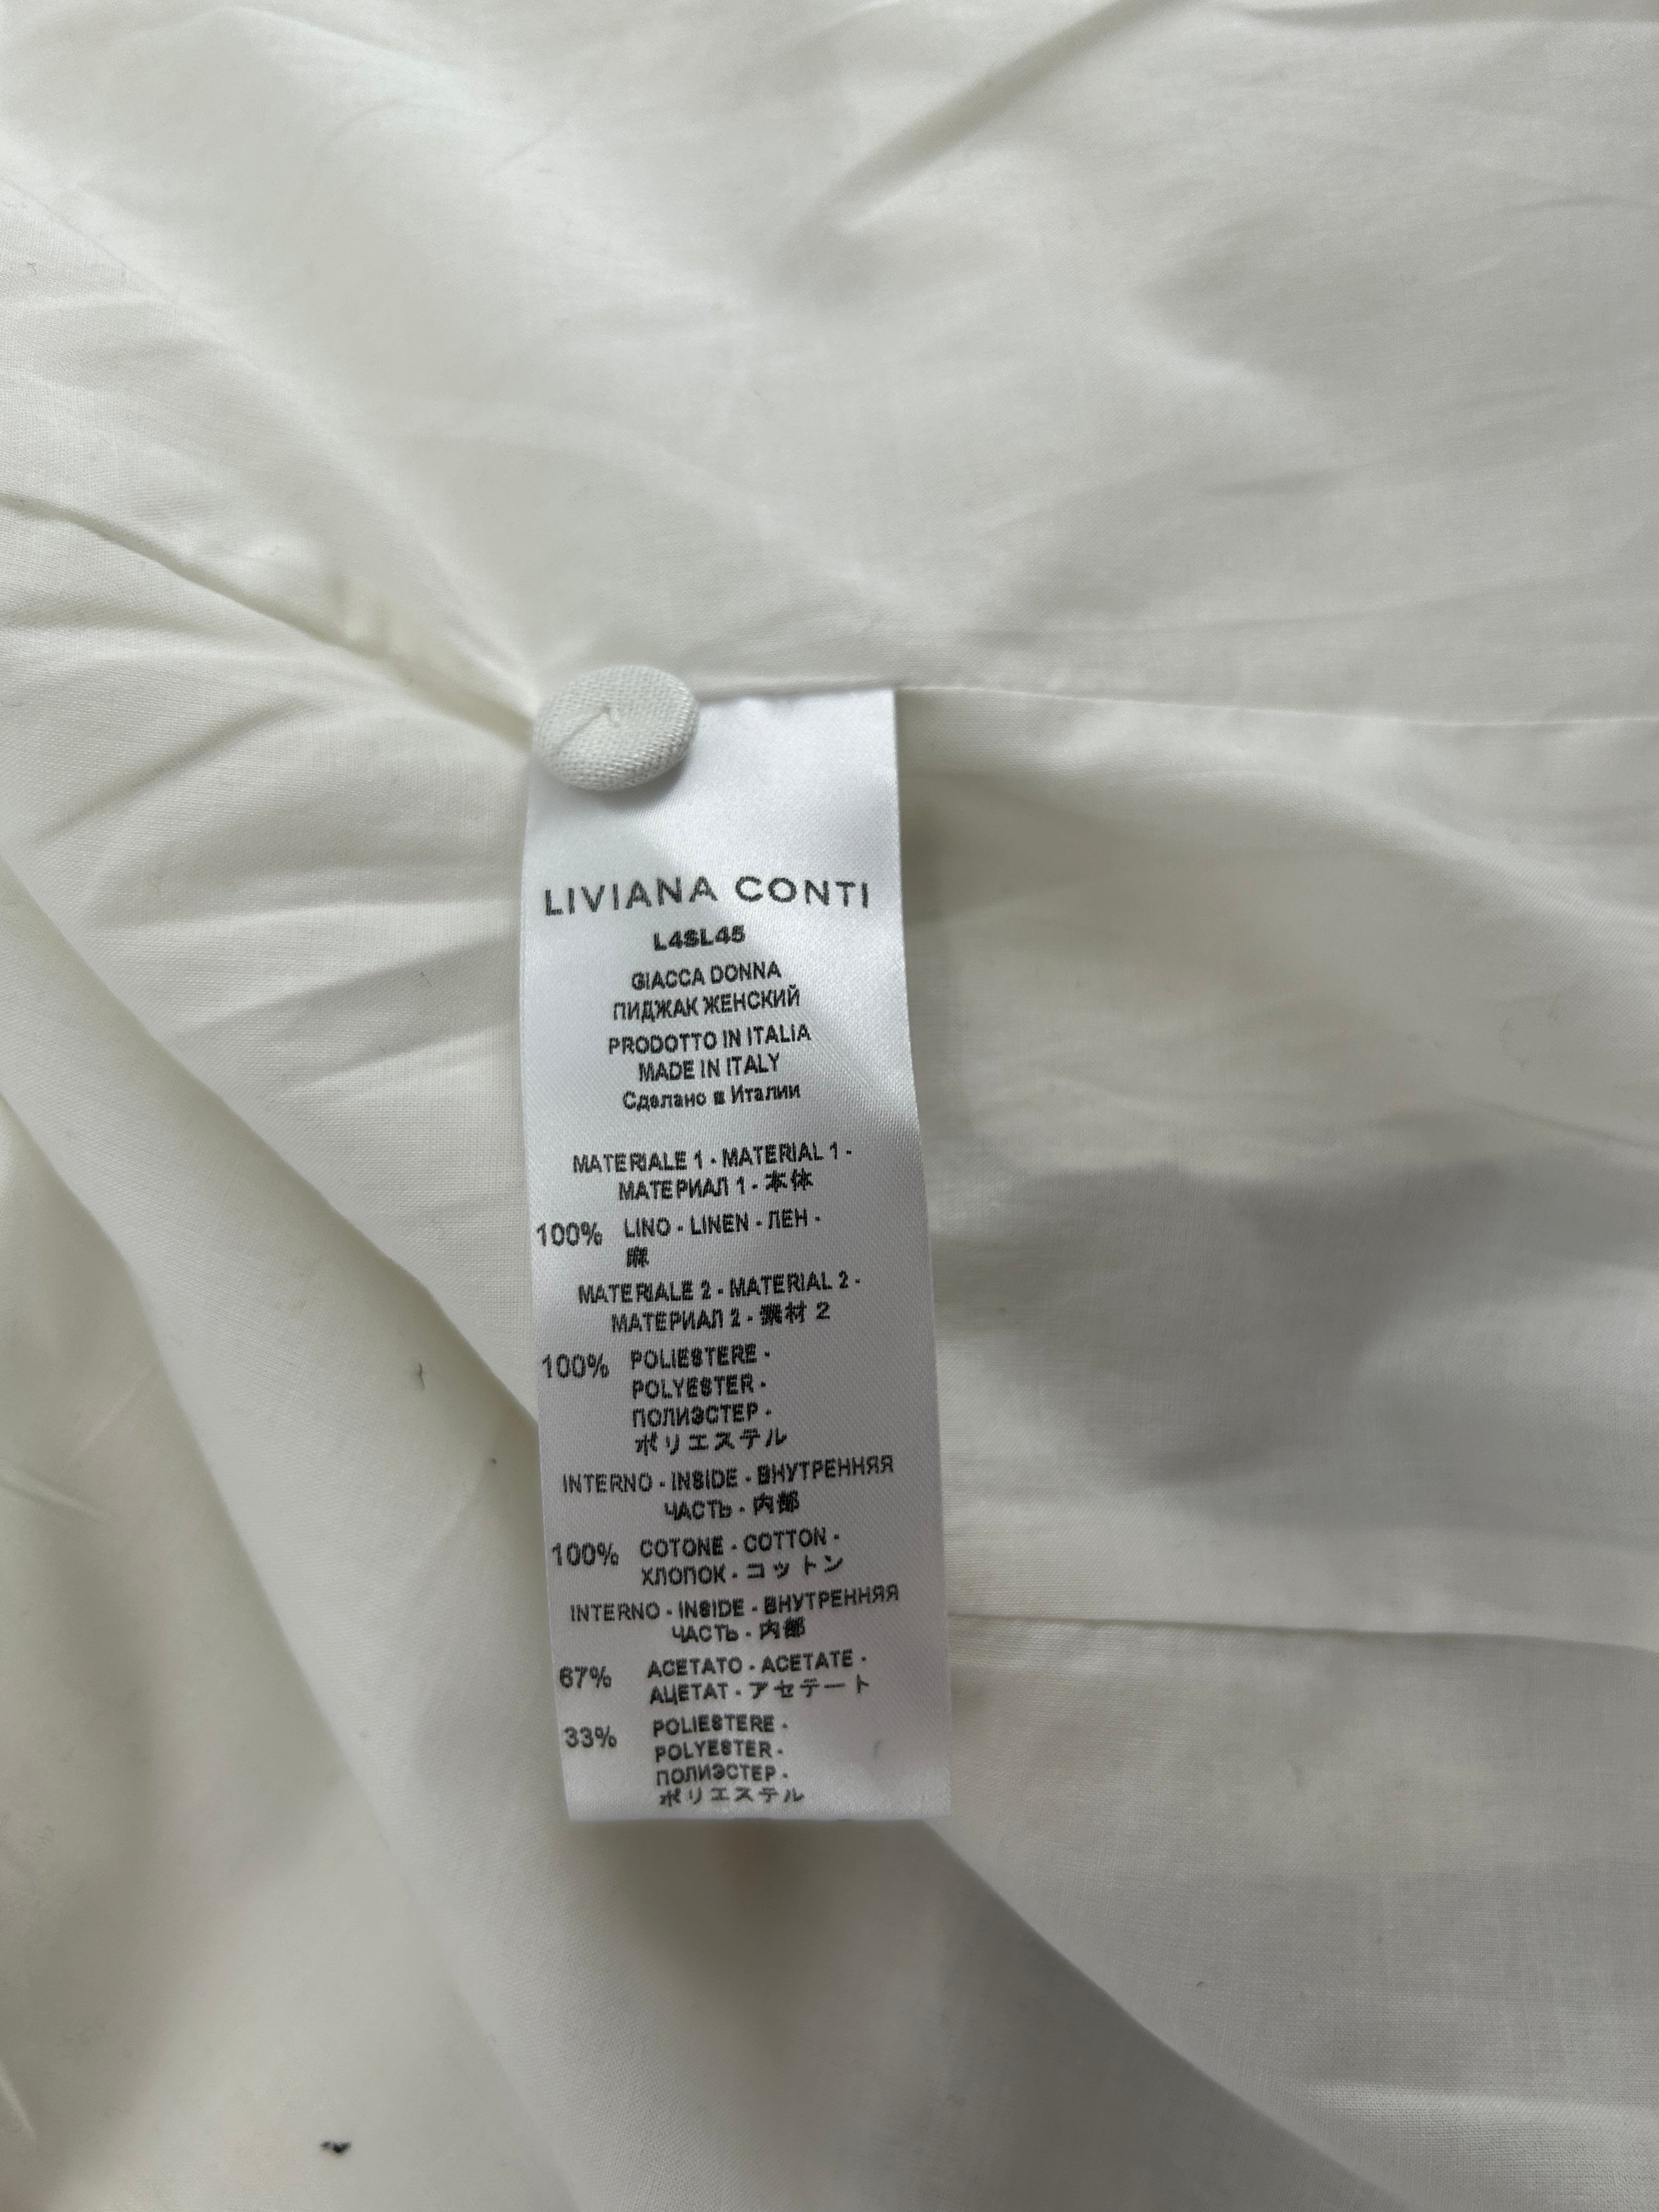 LIVIANA CONTI
L4SL45
GIACCA DONNA
ПИДЖАК ЖЕНСКИЙ
PRODOTTO IN ITALIA
MADE IN ITALY
Сделано в Италии
MATERIALE 1 - MATERIAL 1 -
МАТЕРИАЛ 1 - 本体
100% LINO - LINEN - ЛЕН -
麻
MATERIALE 2 - MATERIAL 2 -
МАТЕРИАЛ 2 - 素材 2
100% POLIESTERE -
POLYESTER -
ПОЛИЭСТЕР -
ポリエステル
INTERNO - INSIDE - ВНУТРЕННЯЯ
ЧАСТЬ - 内部
100% COTONE - COTTON -
ХЛОПОК - コットン
INTERNO - INSIDE - ВНУТРЕННЯЯ
ЧАСТЬ - 内部
67% ACETATO - ACETATE -
АЦЕТАТ - アセテート
33% POLIESTERE -
POLYESTER -
ПОЛИЭСТЕР -
ポリエステル